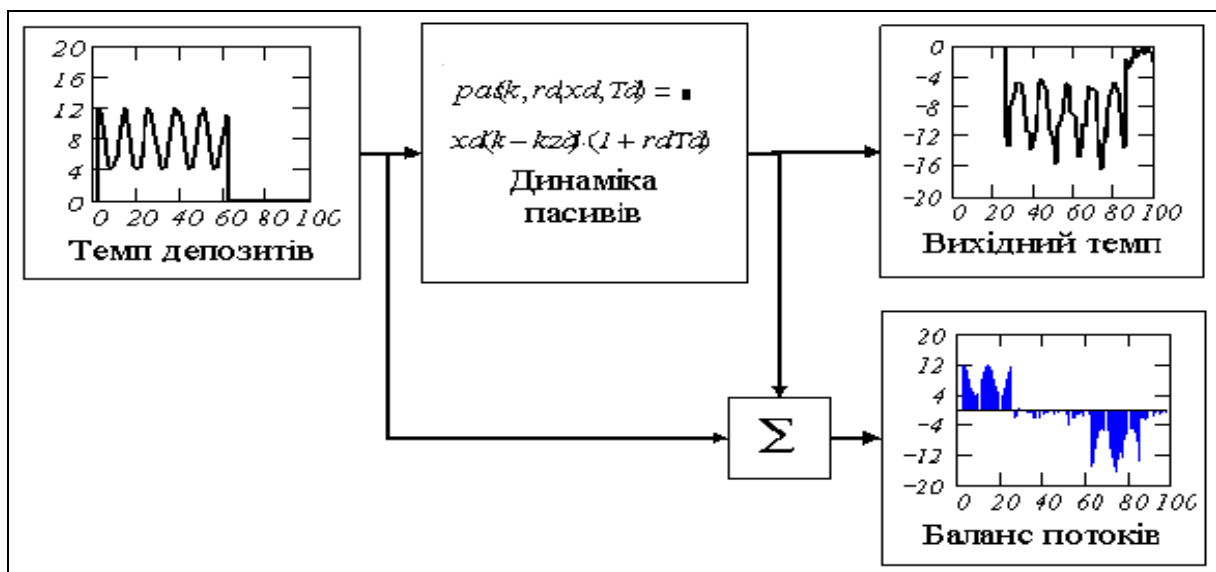 20
16
12
8
4
0
0 20 40 60 80 100
Темп депозитів
pas(k, rd, xd, Td) = ▪
xd(k − kzd)·(1 + rd·Td)
Динаміка
пасивів
0
−4
−8
−12
−16
−20
0 20 40 60 80 100
Вихідний темп
Σ
20
12
4
−4
−12
−20
0 20 40 60 80 100
Баланс потоків